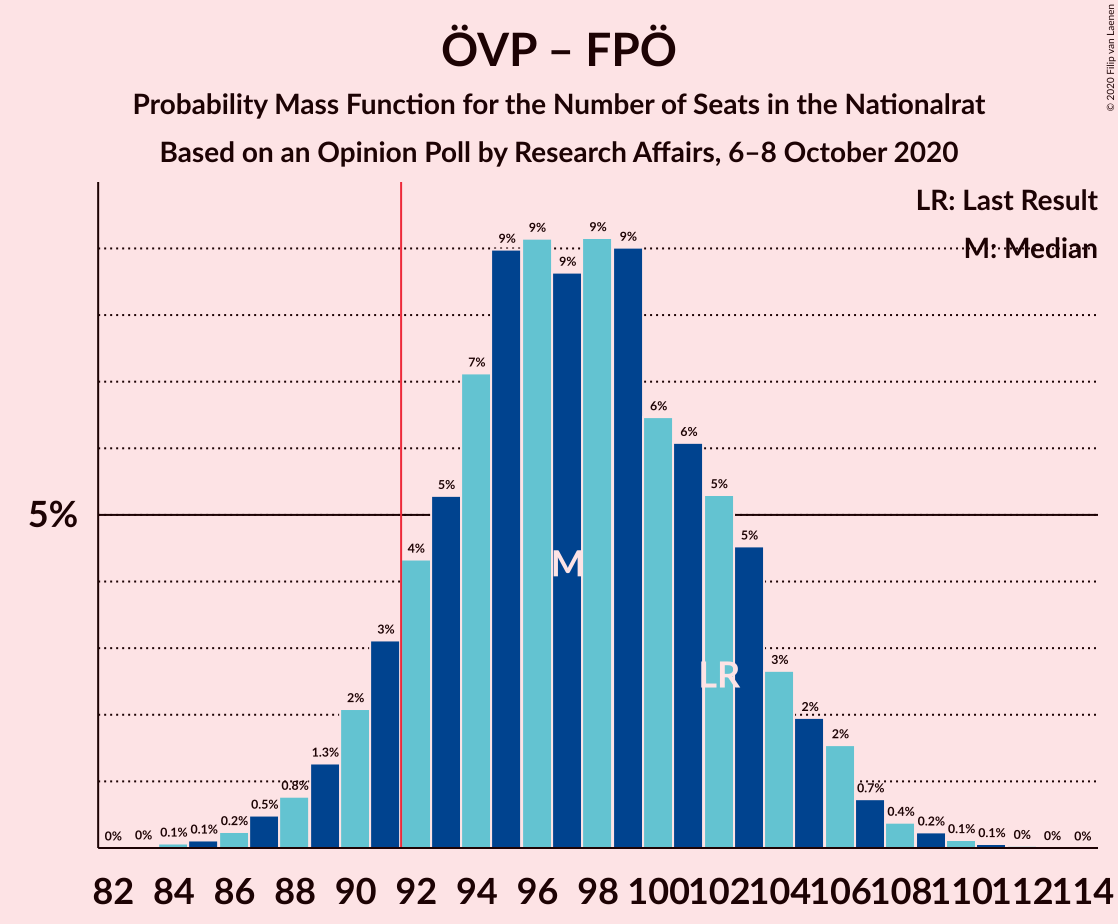 ÖVP – FPÖ
Probability Mass Function for the Number of Seats in the Nationalrat
Based on an Opinion Poll by Research Affairs, 6–8 October 2020
© 2020 Filip van Laenen
LR: Last Result
M: Median
5%
0% 0% 0.1% 0.1% 0.2% 0.5% 0.8% 1.3% 2% 3% 4% 5% 7% 9% 9% 9% 9% 9% 6% 6% 5% 5% 3% 2% 2% 0.7% 0.4% 0.2% 0.1% 0.1% 0% 0% 0%
M
LR
82 84 86 88 90 92 94 96 98 100 102 104 106 108 110 112 114